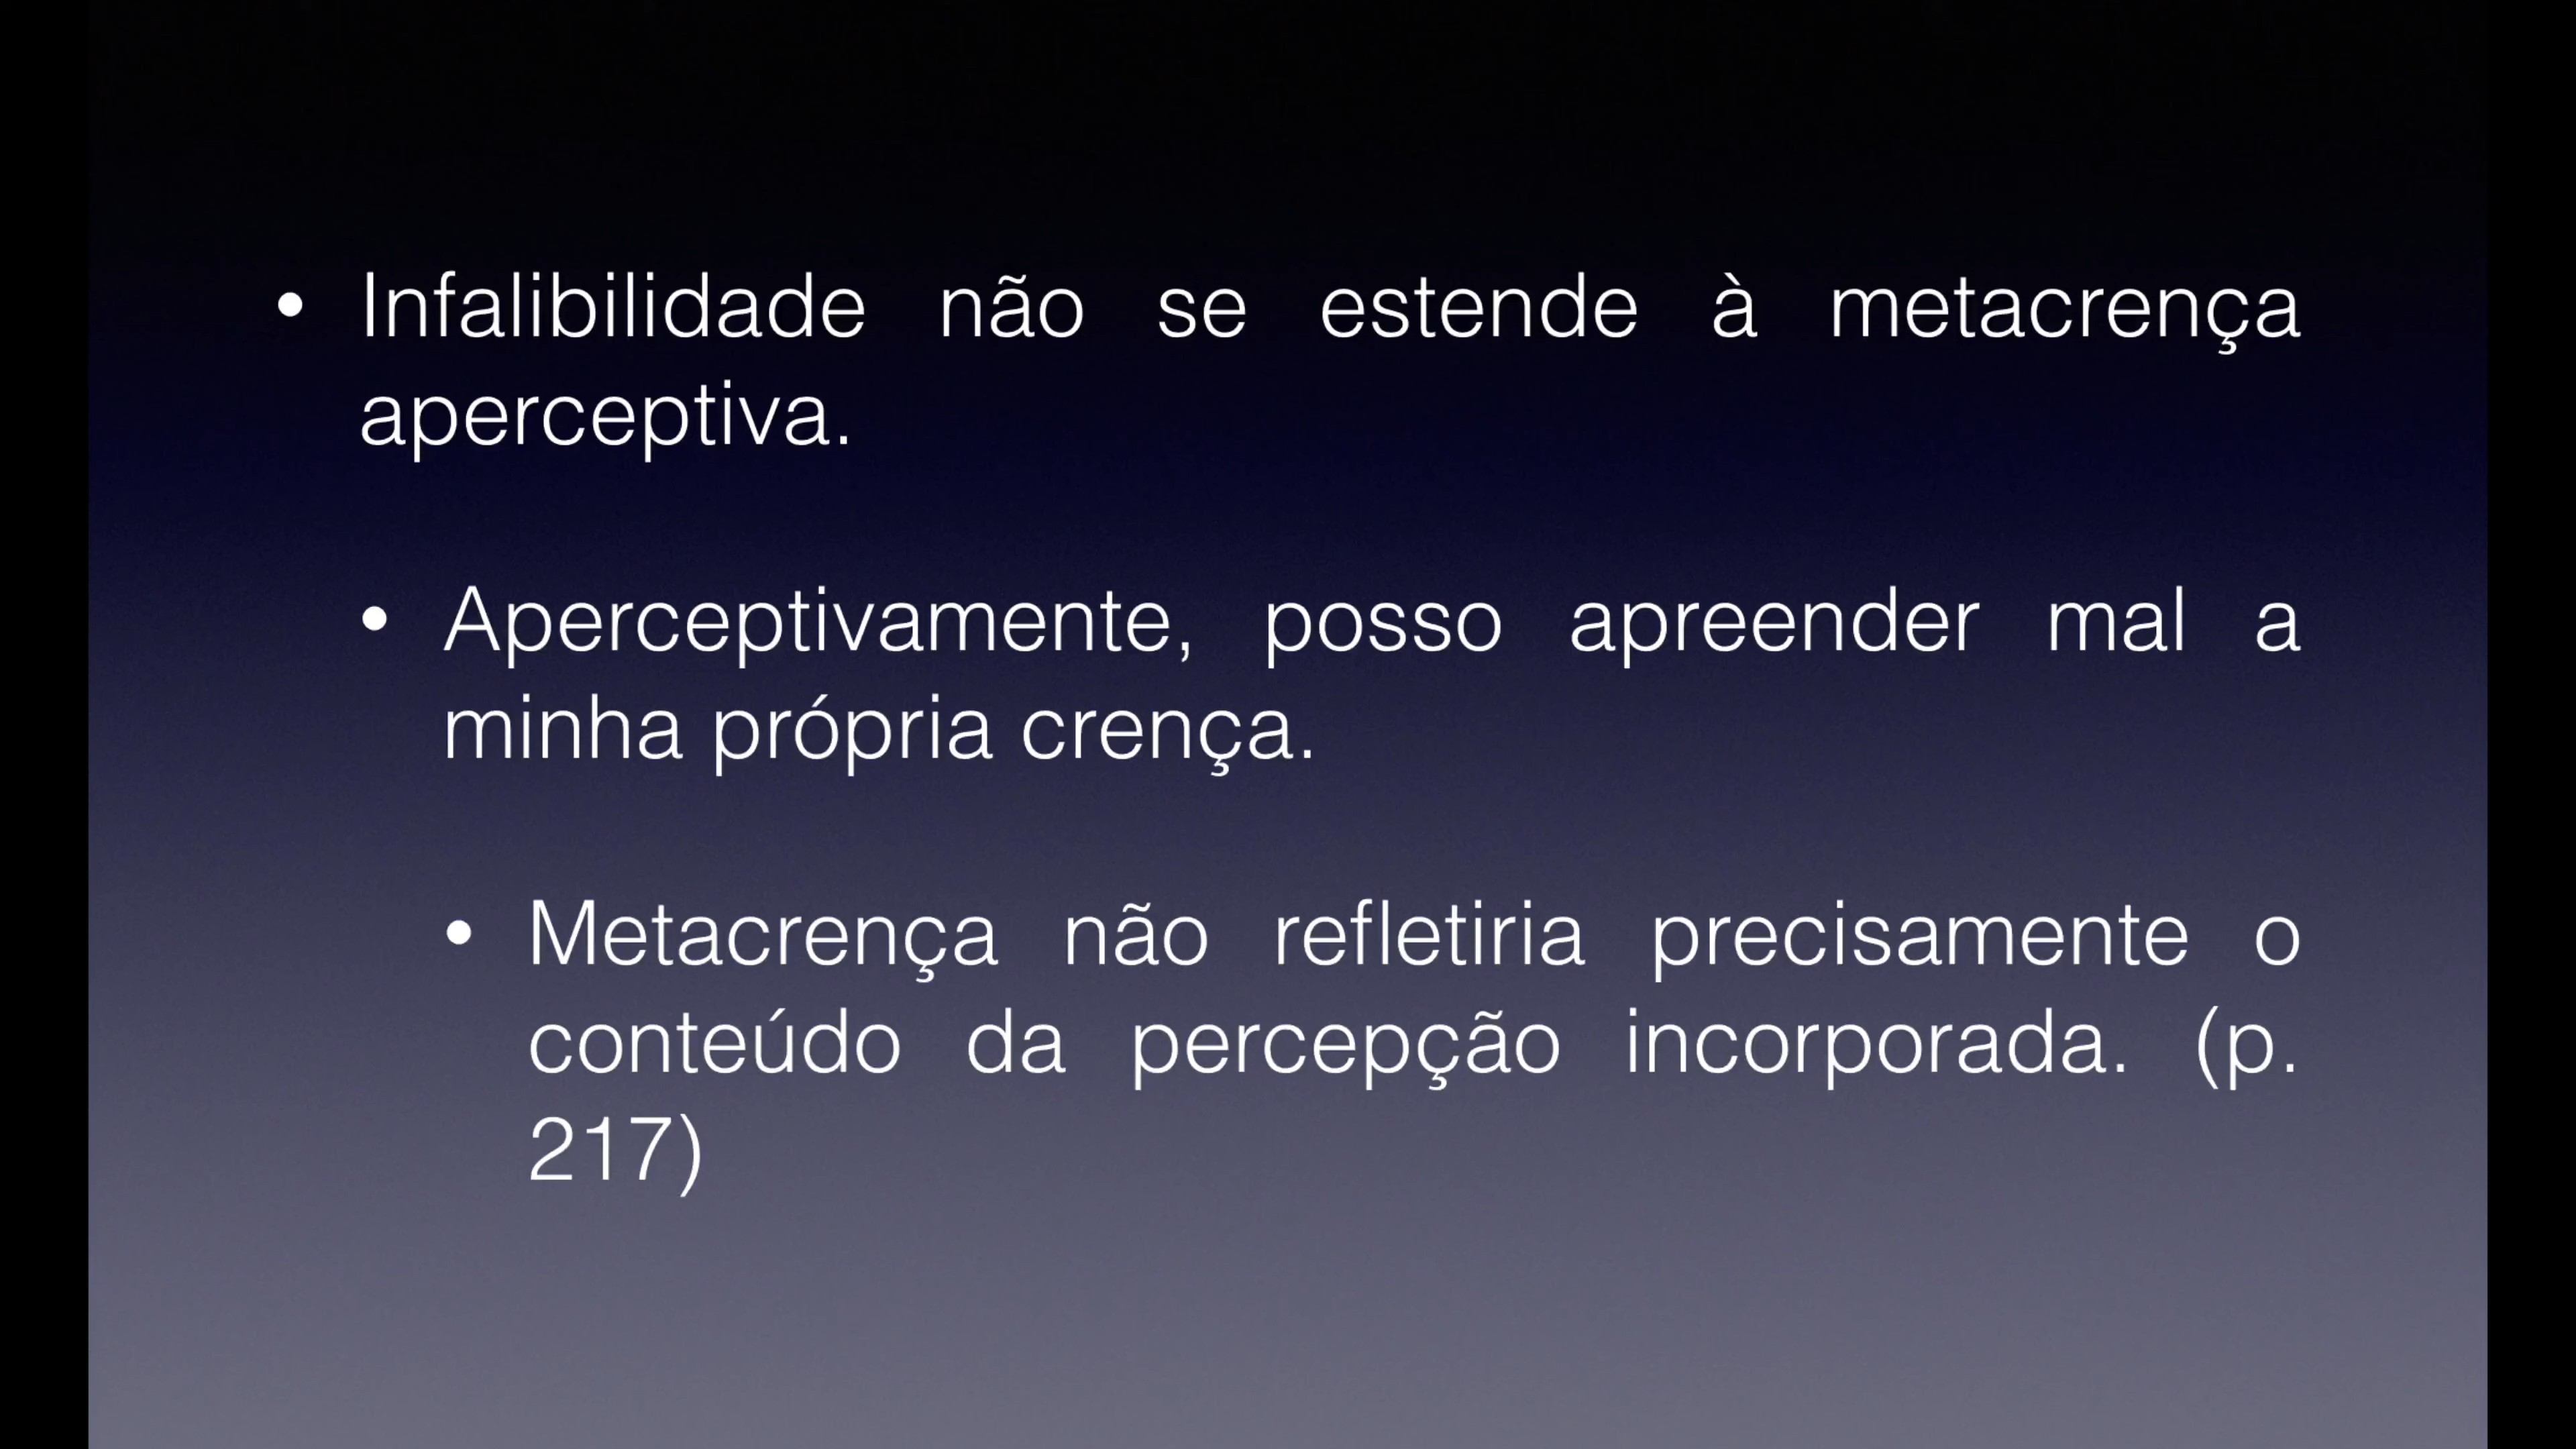 • Infalibilidade não se estende à metacrença
aperceptiva.
• Aperceptivamente, posso apreender mal a
minha própria crença.
• Metacrença não refletiria precisamente o
conteúdo da percepção incorporada. (p.
217)